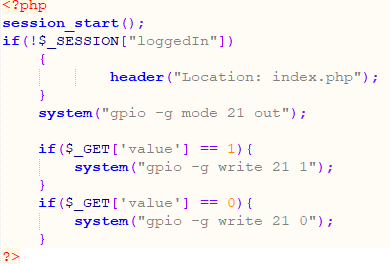 <?php
session_start();
if(!$_SESSION["loggedIn"])
{
header("Location: index.php");
}
system("gpio -g mode 21 out");
if($_GET['value'] == 1){
system("gpio -g write 21 1");
}
if($_GET['value'] == 0){
system("gpio -g write 21 0");
}
?>